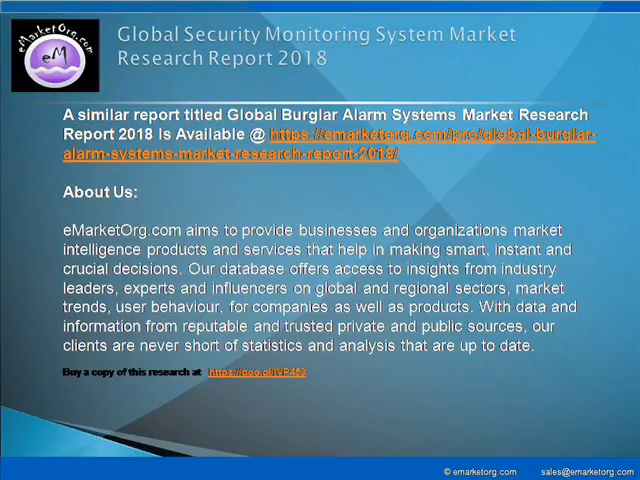 eMarketOrg.com
eM
Global Security Monitoring System Market
Research Report 2018
A similar report titled Global Burglar Alarm Systems Market Research
Report 2018 Is Available @ https://emarketorg.com/pro/global-burglar-
alarm-systems-market-research-report-2018/
About Us:
eMarketOrg.com aims to provide businesses and organizations market
intelligence products and services that help in making smart, instant and
crucial decisions. Our database offers access to insights from industry
leaders, experts and influencers on global and regional sectors, market
trends, user behaviour, for companies as well as products. With data and
information from reputable and trusted private and public sources, our
clients are never short of statistics and analysis that are up to date.
Buy a copy of this research at
© emarketorg.com sales@emarketorg.com